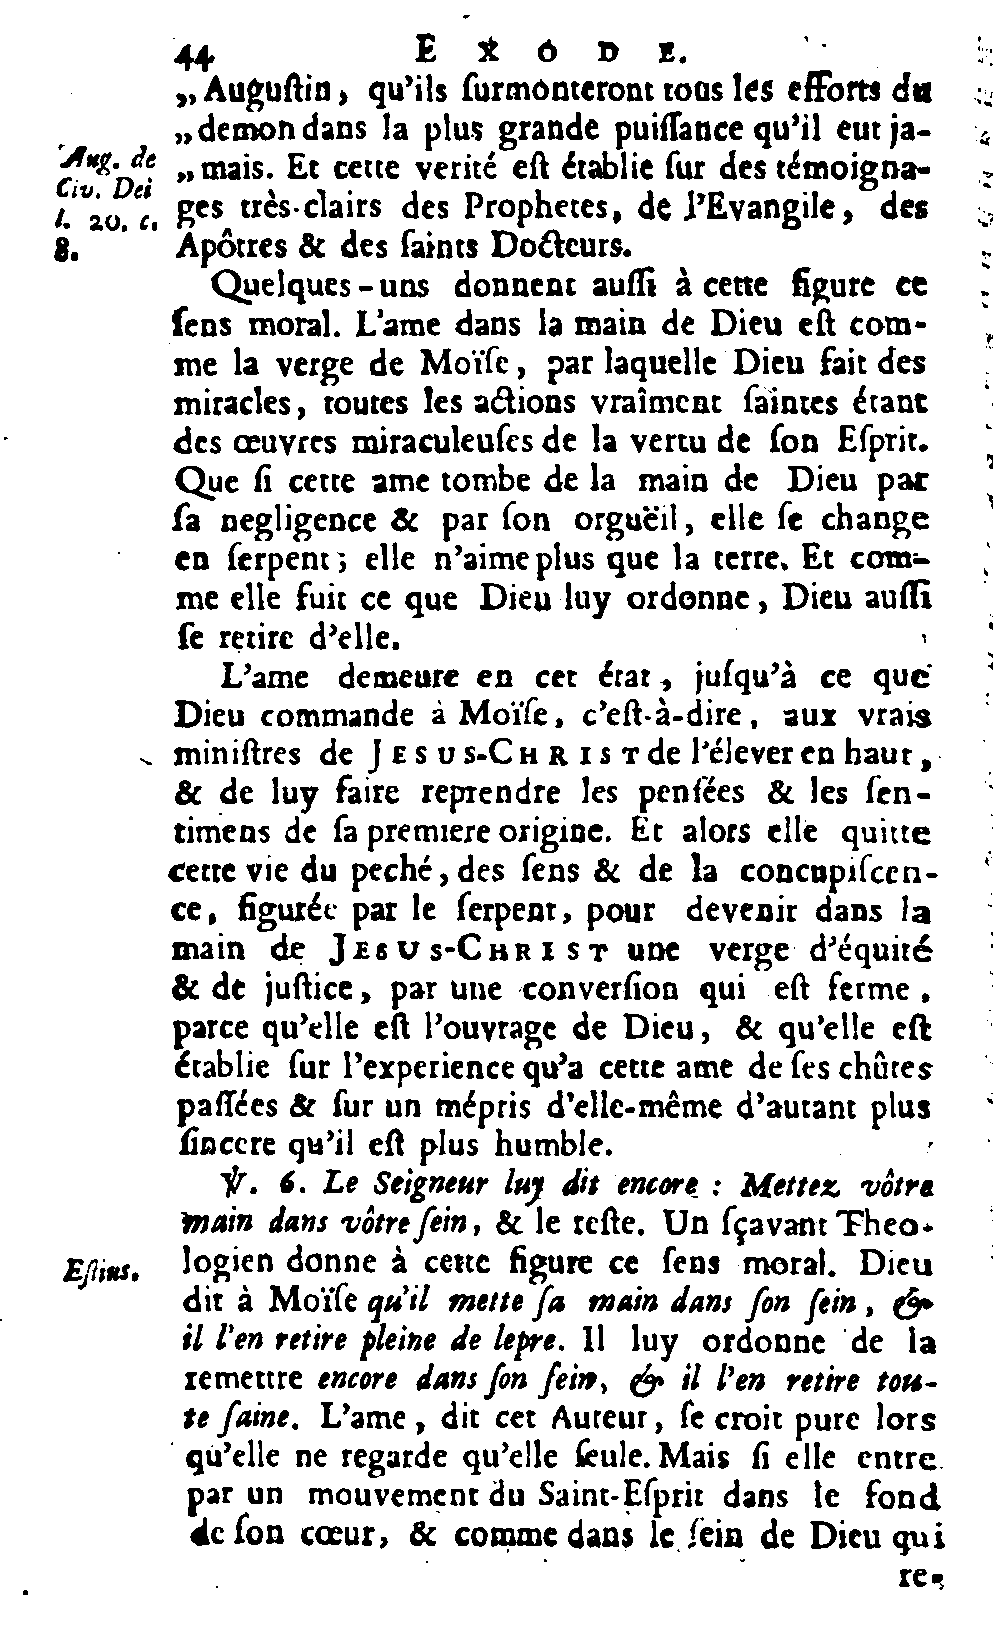 44 EXODE.
„Auguſtin, qu'ils ſurmonteront tous les efforts du
„demon dans la plus grande puiſſance qu'il eut ja-
„mais. Et cette verité eſt établie ſur des témoigna-
ges très-clairs des Prophetes, de l'Evangile, des
Apôtres & des ſaints Docteurs.
Aug. de
Civ. Dei
l. 20. c.
8.
Quelques-uns donnent auſſi à cette figure ce
ſens moral. L'ame dans la main de Dieu eſt com-
me la verge de Moïſe, par laquelle Dieu fait des
miracles, toutes les actions vraîment ſaintes étant
des œuvres miraculeuſes de la vertu de ſon Eſprit.
Que ſi cette ame tombe de la main de Dieu par
ſa negligence & par ſon orguëil, elle ſe change
en ſerpent; elle n'aime plus que la terre. Et com-
me elle fuit ce que Dieu luy ordonne, Dieu auſſi
ſe retire d'elle.
L'ame demeure en cet état, juſqu'à ce que
Dieu commande à Moïſe, c'eſt-à-dire, aux vrais
miniſtres de JESUS-CHRIST de l'élever en haut,
& de luy faire reprendre les penſées & les ſen-
timens de ſa premiere origine. Et alors elle quitte
cette vie du peché, des ſens & de la concupiſcen-
ce, figurée par le ſerpent, pour devenir dans la
main de JESUS-CHRIST une verge d'équité
& de juſtice, par une converſion qui eſt ferme,
parce qu'elle eſt l'ouvrage de Dieu, & qu'elle eſt
établie ſur l'experience qu'a cette ame de ſes chûtes
paſſées & ſur un mépris d'elle-même d'autant plus
ſincere qu'il eſt plus humble.
℣. 6. Le Seigneur luy dit encore : Mettez vôtre
main dans vôtre ſein, & le reſte. Un ſçavant Theo-
logien donne à cette figure ce ſens moral. Dieu
Eſtius.
dit à Moïſe qu'il mette ſa main dans ſon ſein, &
il l'en retire pleine de lepre. Il luy ordonne de la
remettre encore dans ſon ſein, & il l'en retire tou-
te ſaine. L'ame, dit cet Auteur, ſe croit pure lors
qu'elle ne regarde qu'elle ſeule. Mais ſi elle entre
par un mouvement du Saint-Eſprit dans le fond
de ſon cœur, & comme dans le ſein de Dieu qui
re-